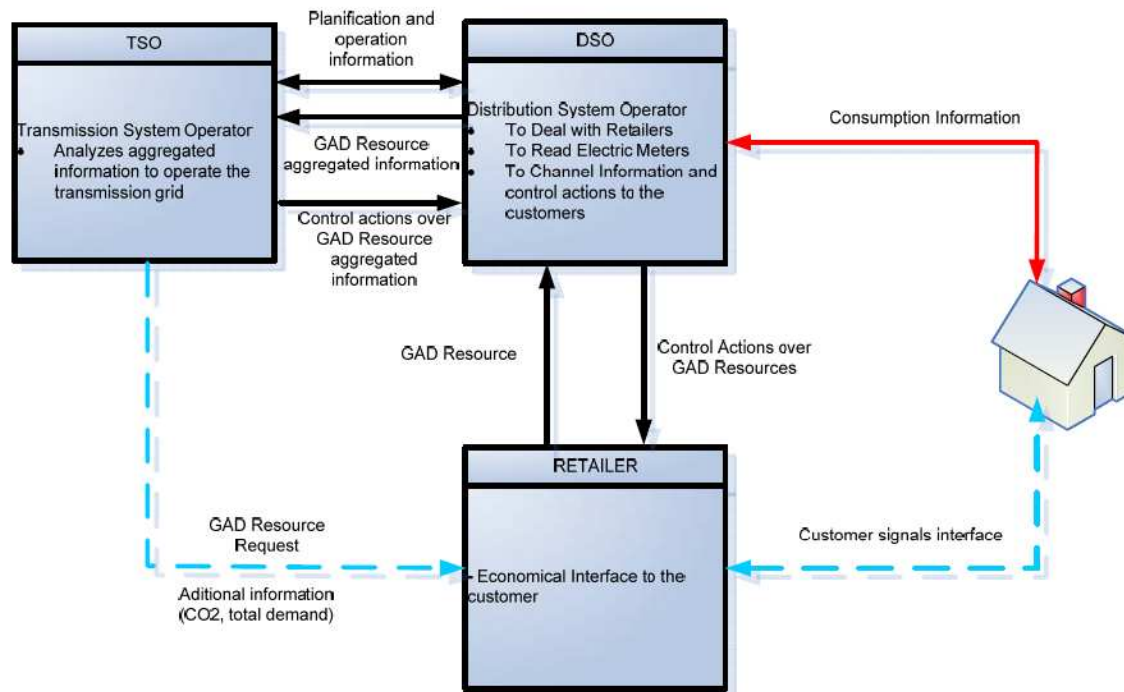 TSO
Transmission System Operator
• Analyzes aggregated
information to operate the
transmission grid
Planification and
operation
information
GAD Resource
aggregated information
Control actions over
GAD Resource
aggregated
information
DSO
Distribution System Operator
• To Deal with Retailers
• To Read Electric Meters
• To Channel Information and
control actions to the
customers
Consumption Information
GAD Resource
Control Actions over
GAD Resources
RETAILER
- Economical Interface to the
customer
GAD Resource
Request
Aditional information
(CO2, total demand)
Customer signals interface